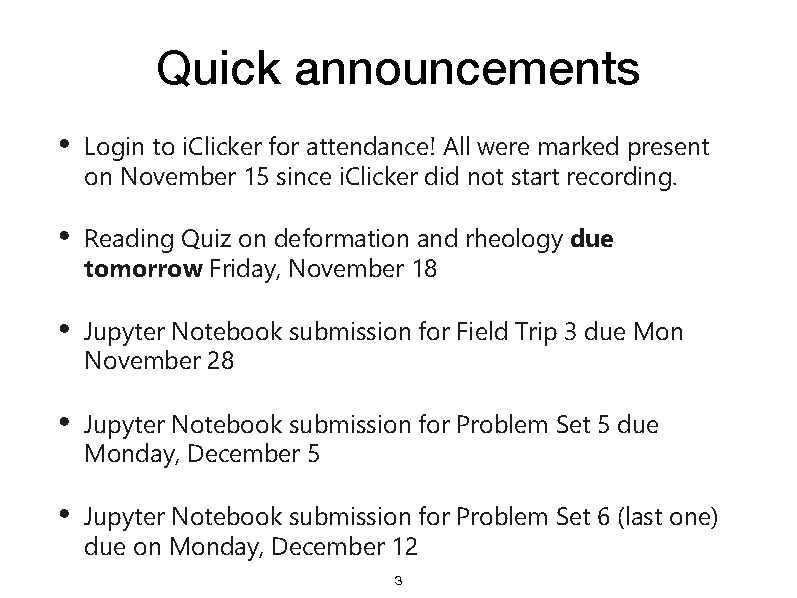 Quick announcements
• Login to iClicker for attendance! All were marked present
on November 15 since iClicker did not start recording.
• Reading Quiz on deformation and rheology due
tomorrow Friday, November 18
• Jupyter Notebook submission for Field Trip 3 due Mon
November 28
• Jupyter Notebook submission for Problem Set 5 due
Monday, December 5
• Jupyter Notebook submission for Problem Set 6 (last one)
due on Monday, December 12
3